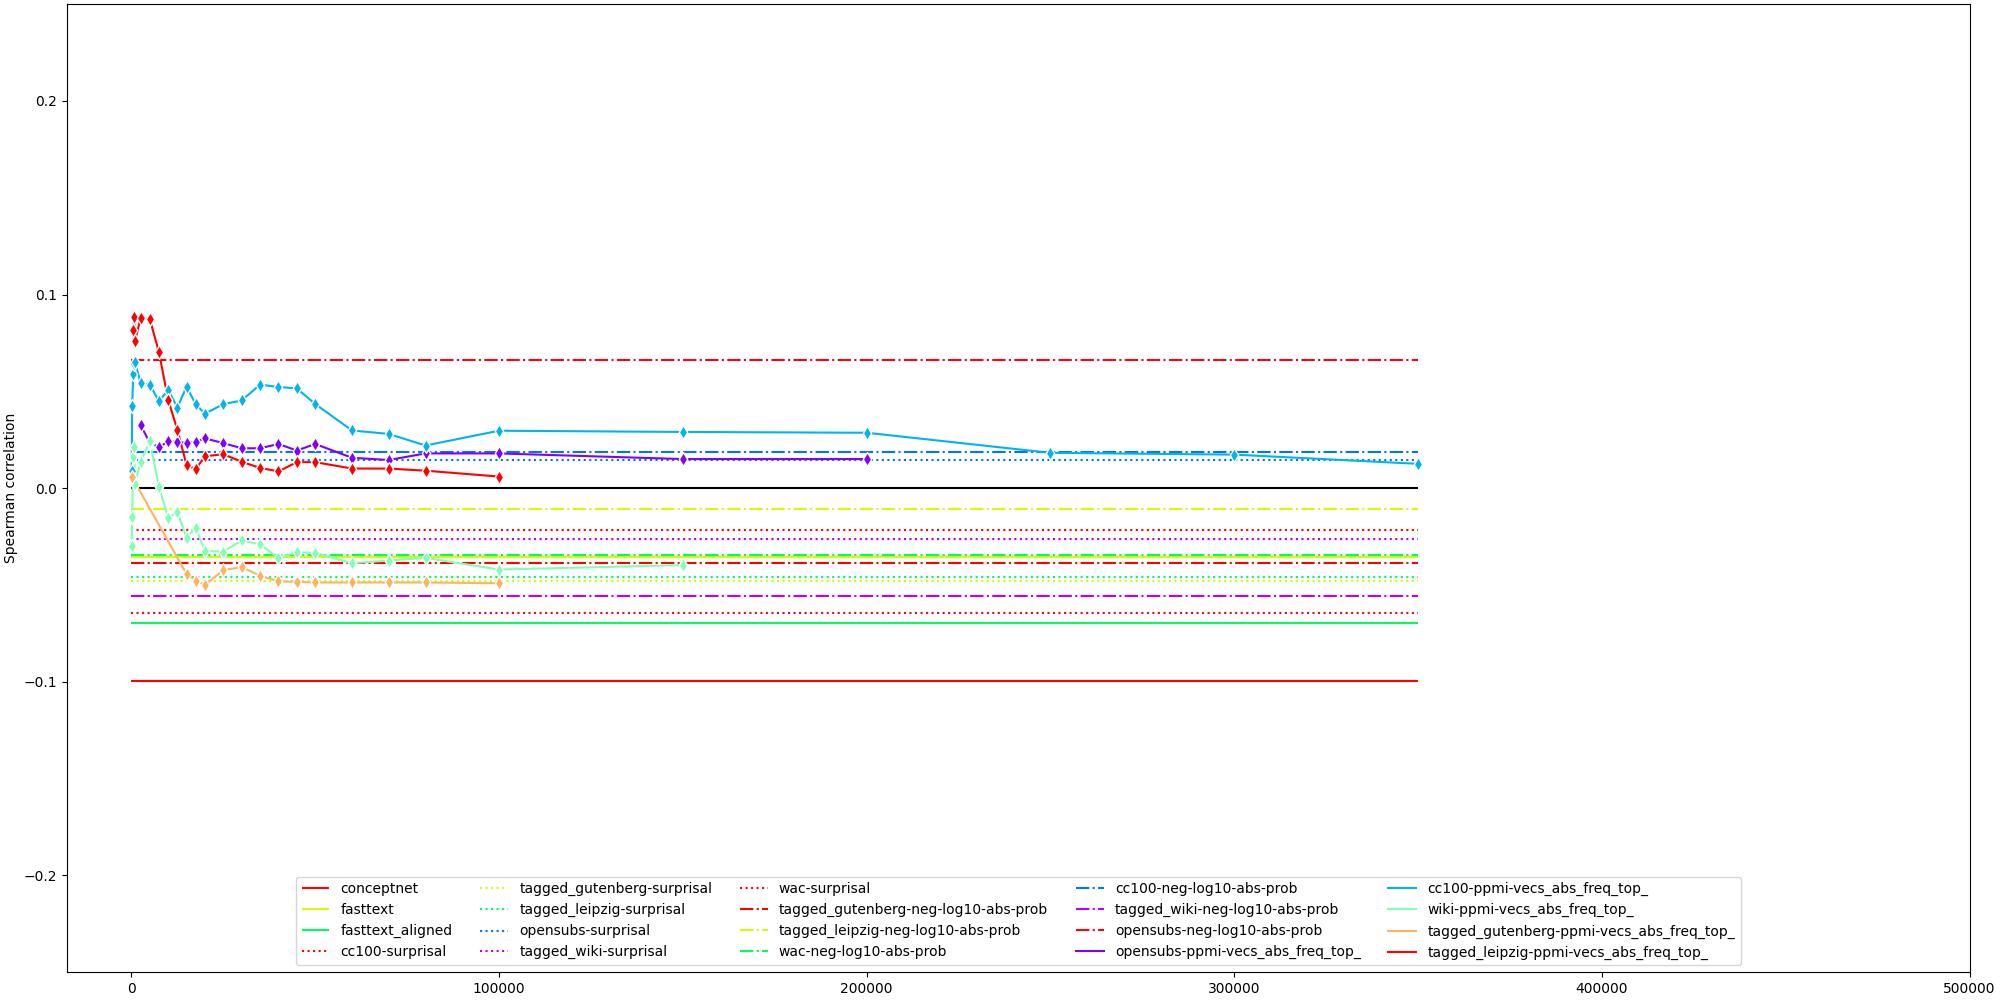 0.2
0.1
0.0
−0.1
−0.2
Spearman correlation
0
100000
200000
300000
400000
500000
conceptnet
fasttext
fasttext_aligned
cc100-surprisal
tagged_gutenberg-surprisal
tagged_leipzig-surprisal
opensubs-surprisal
tagged_wiki-surprisal
wac-surprisal
tagged_gutenberg-neg-log10-abs-prob
tagged_leipzig-neg-log10-abs-prob
wac-neg-log10-abs-prob
cc100-neg-log10-abs-prob
tagged_wiki-neg-log10-abs-prob
opensubs-neg-log10-abs-prob
opensubs-ppmi-vecs_abs_freq_top_
cc100-ppmi-vecs_abs_freq_top_
wiki-ppmi-vecs_abs_freq_top_
tagged_gutenberg-ppmi-vecs_abs_freq_top_
tagged_leipzig-ppmi-vecs_abs_freq_top_